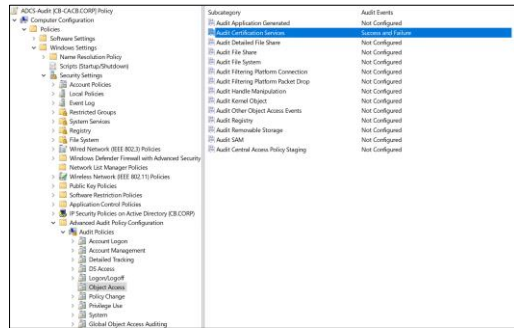 ADCS-Audit [CB-CA.CB.CORP] Policy
Computer Configuration
Policies
Software Settings
Windows Settings
Name Resolution Policy
Scripts (Startup/Shutdown)
Security Settings
Account Policies
Local Policies
Event Log
Restricted Groups
System Services
Registry
File System
Wired Network (IEEE 802.3) Policies
Windows Defender Firewall with Advanced Security
Network List Manager Policies
Wireless Network (IEEE 802.11) Policies
Public Key Policies
Software Restriction Policies
Application Control Policies
IP Security Policies on Active Directory (CB.CORP)
Advanced Audit Policy Configuration
Audit Policies
Account Logon
Account Management
Detailed Tracking
DS Access
Logon/Logoff
Object Access
Policy Change
Privilege Use
System
Global Object Access Auditing
Subcategory Audit Events
Audit Application Generated Not Configured
Audit Certification Services Success and Failure
Audit Detailed File Share Not Configured
Audit File Share Not Configured
Audit File System Not Configured
Audit Filtering Platform Connection Not Configured
Audit Filtering Platform Packet Drop Not Configured
Audit Handle Manipulation Not Configured
Audit Kernel Object Not Configured
Audit Other Object Access Events Not Configured
Audit Registry Not Configured
Audit Removable Storage Not Configured
Audit SAM Not Configured
Audit Central Access Policy Staging Not Configured